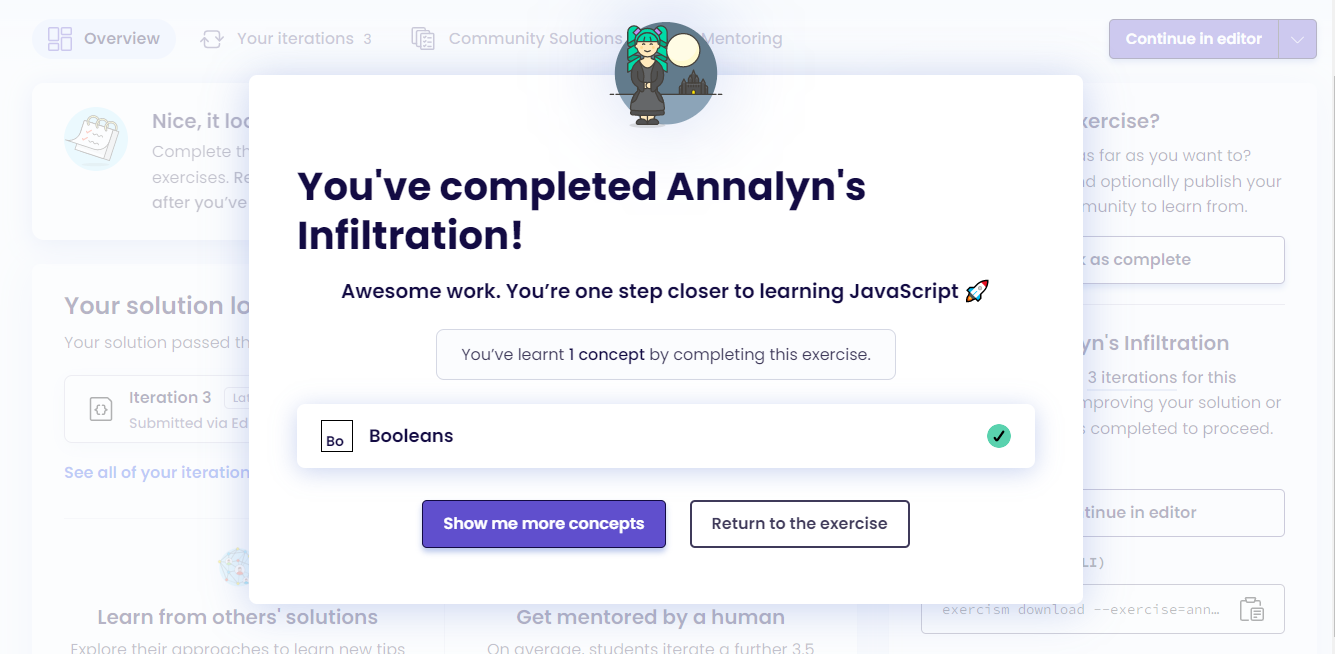 Overview
Your iterations 3
Community Solutions
Mentoring
Continue in editor
Nice, it loo
Complete th
exercises. Re
after you've
xercise?
as far as you want to?
nd optionally publish your
munity to learn from.
as complete
You've completed Annalyn's
Infiltration!
Awesome work. You're one step closer to learning JavaScript 🚀
You've learnt 1 concept by completing this exercise.
Bo
Booleans
Show me more concepts
Return to the exercise
Your solution lo
Your solution passed th
Iteration 3
Lat
Submitted via Ed
See all of your iteration
yn's Infiltration
3 iterations for this
mproving your solution or
s completed to proceed.
tinue in editor
LI)
exercism download --exercise=ann…
Learn from others' solutions
Explore their approaches to learn new tips
Get mentored by a human
On average, students iterate a further 3.5